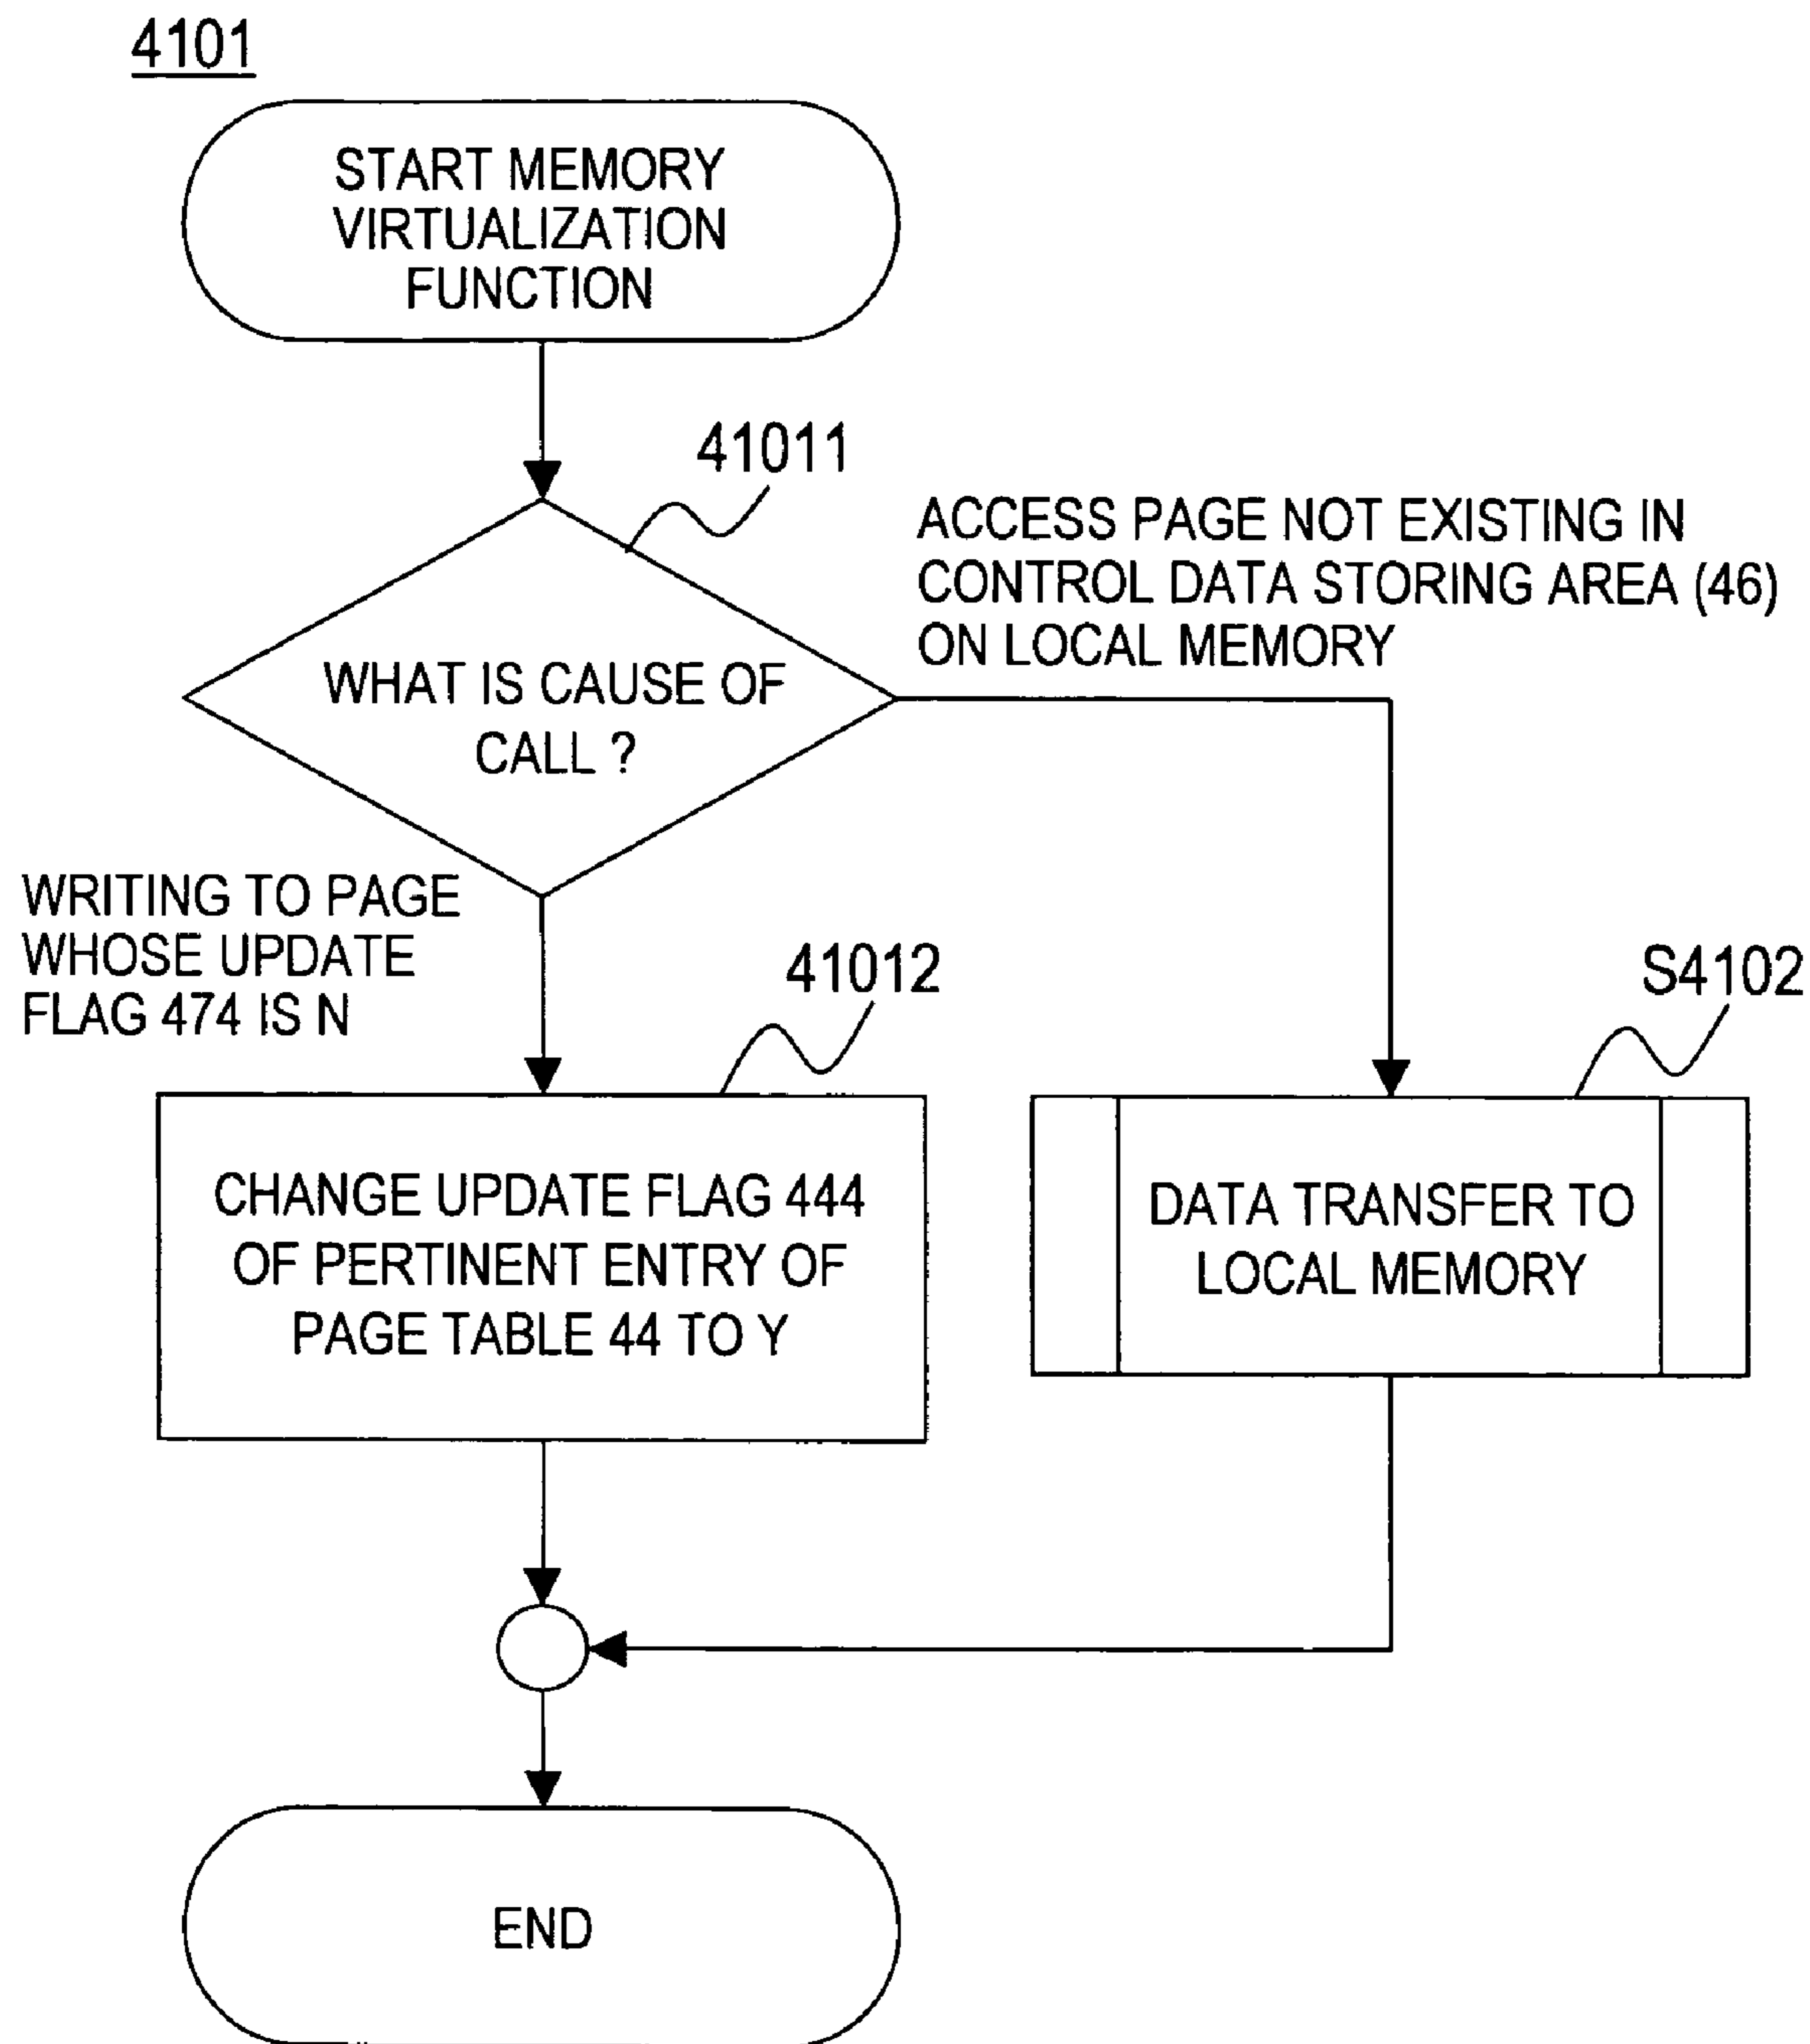 4101
START MEMORY
VIRTUALIZATION
FUNCTION
41011
ACCESS PAGE NOT EXISTING IN
CONTROL DATA STORING AREA (46)
ON LOCAL MEMORY
WHAT IS CAUSE OF
CALL ?
WRITING TO PAGE
WHOSE UPDATE
FLAG 474 IS N
41012
S4102
CHANGE UPDATE FLAG 444
OF PERTINENT ENTRY OF
PAGE TABLE 44 TO Y
DATA TRANSFER TO
LOCAL MEMORY
END